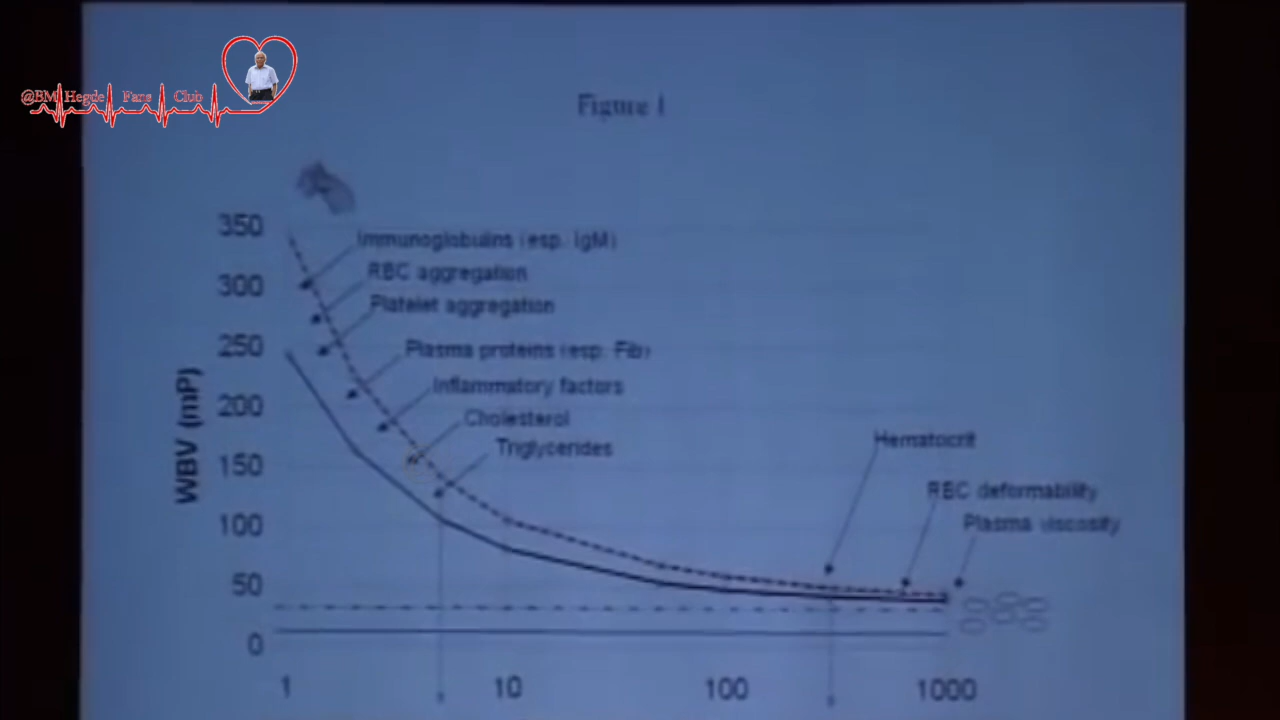 @BM Hegde Fans Club
Figure 1
350
300
250
200
150
100
50
0
WBV (mP)
Immunoglobulins (esp. IgM)
RBC aggregation
Platelet aggregation
Plasma proteins (esp. Fib)
Inflammatory factors
Cholesterol
Triglycerides
Hematocrit
RBC deformability
Plasma viscosity
1
10
100
1000